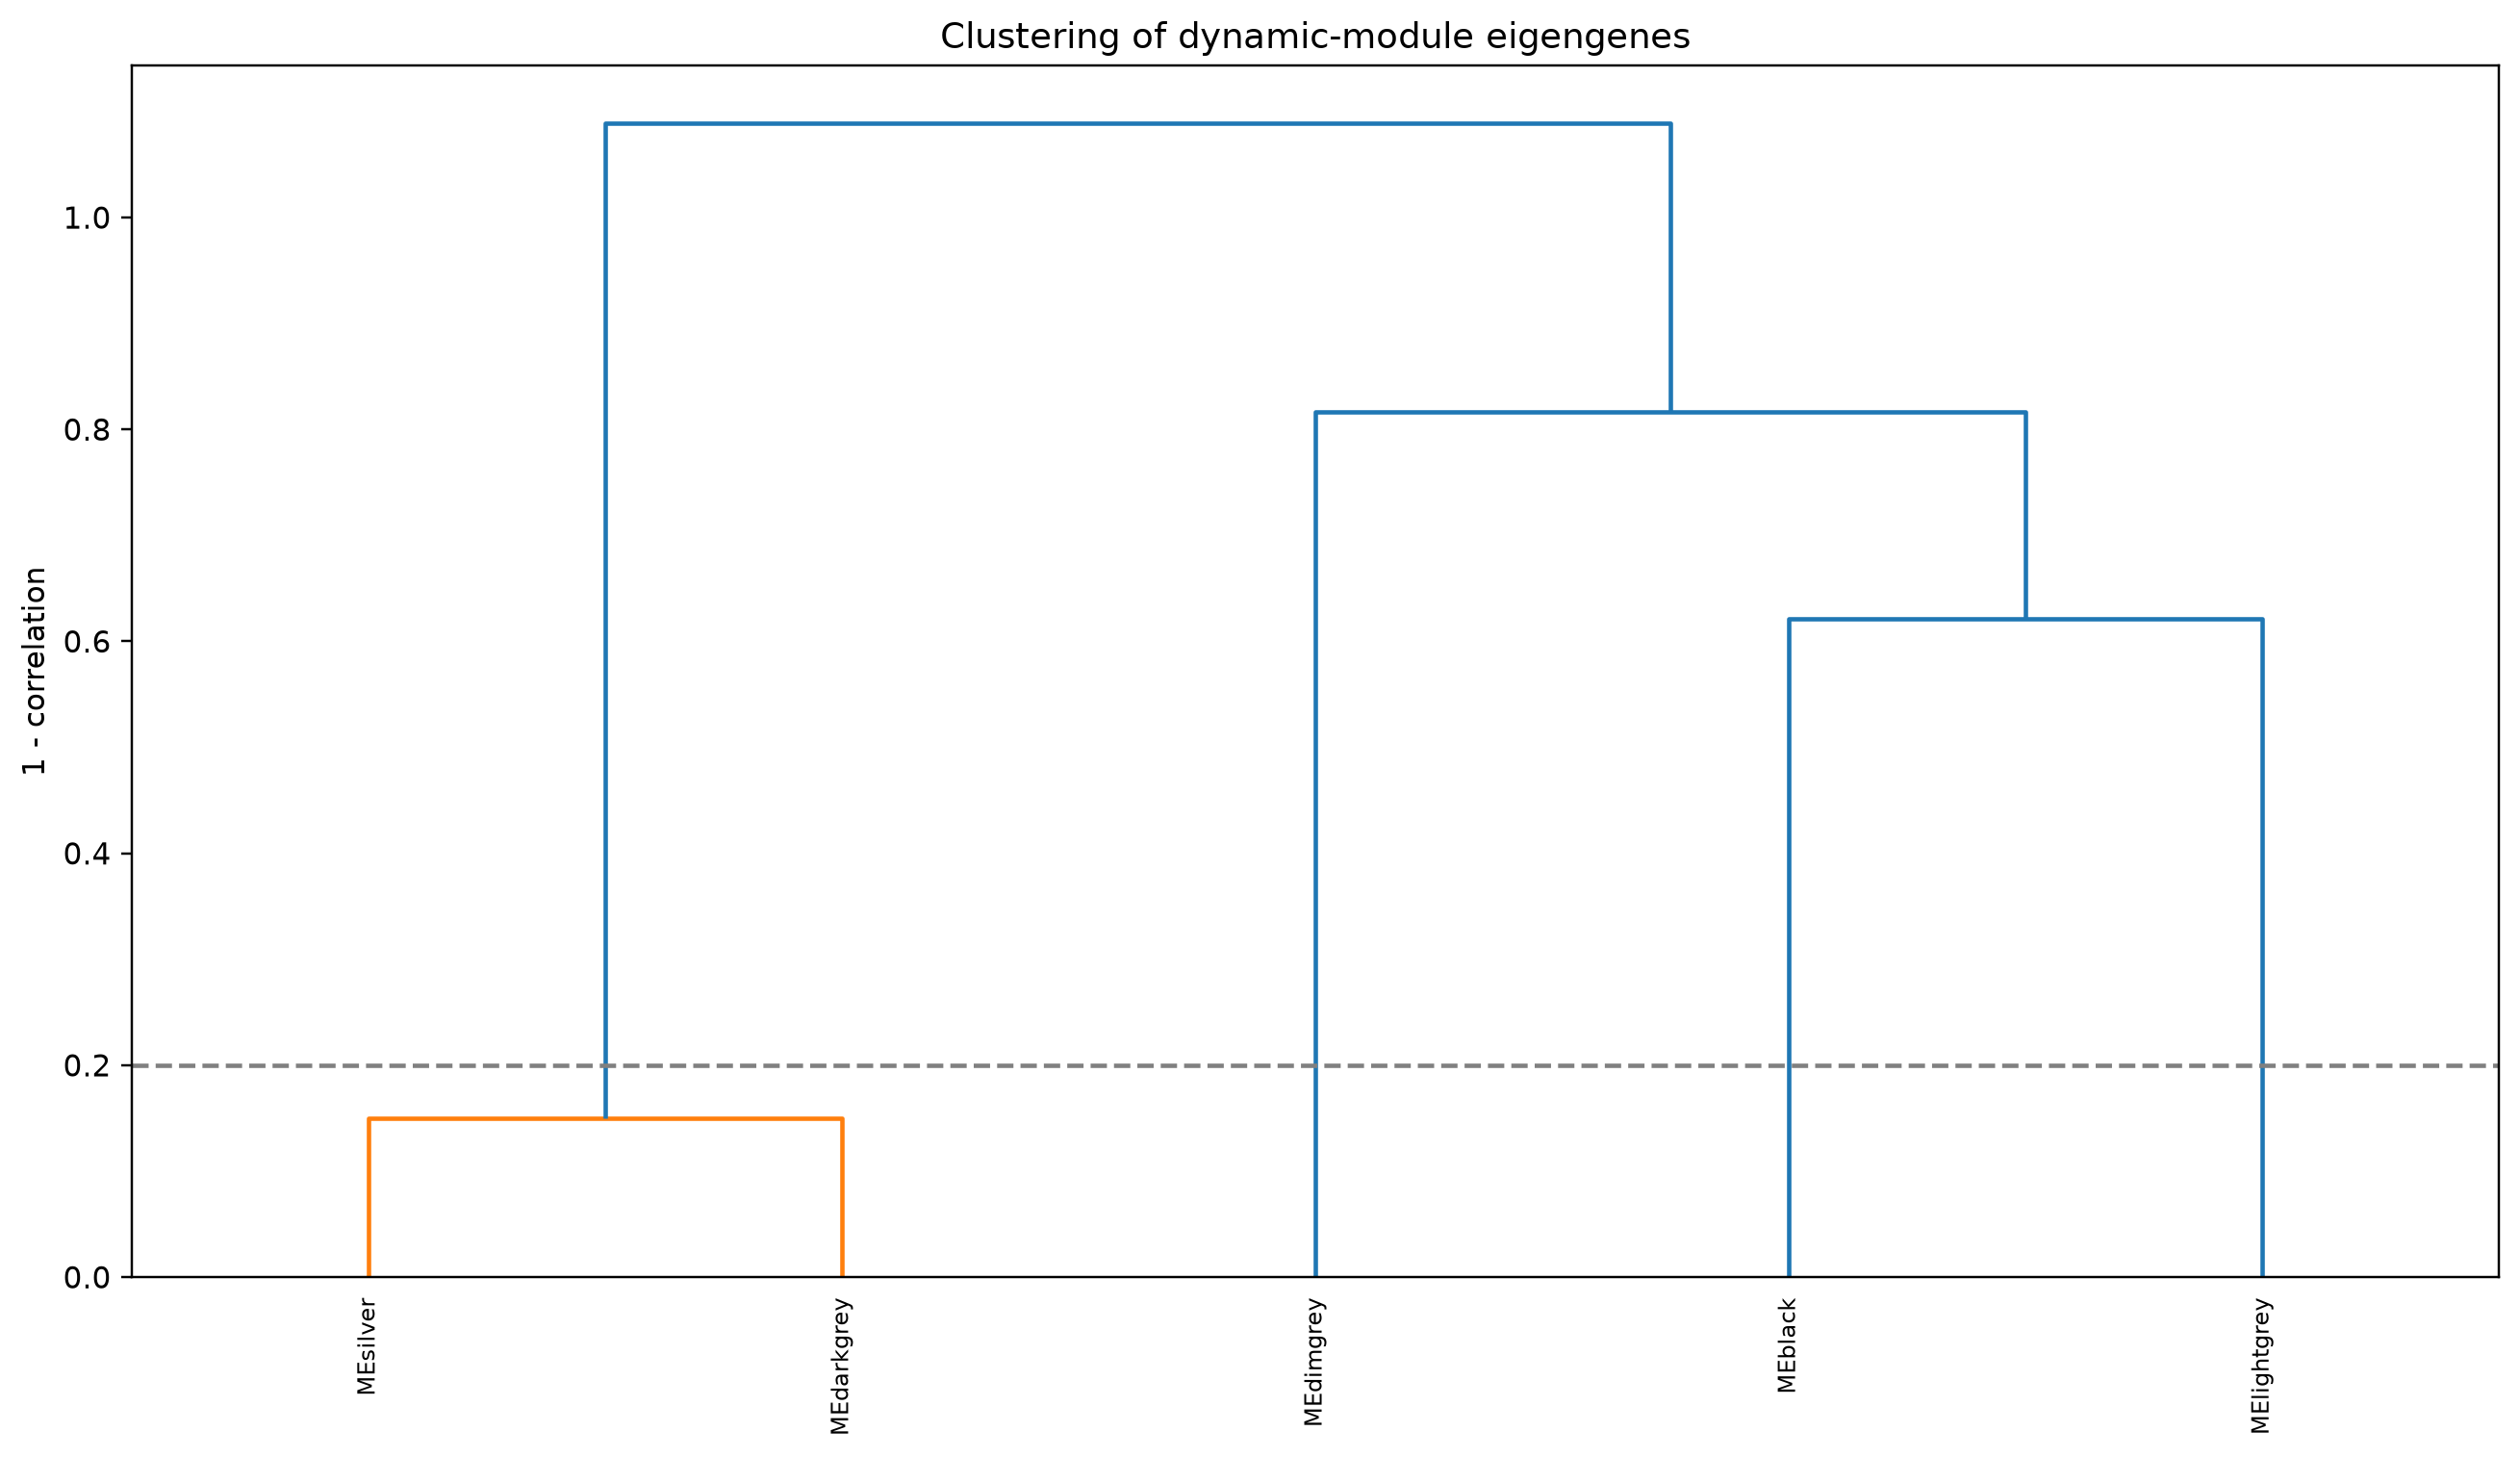 Clustering of dynamic-module eigengenes
1 - correlation
1.0
0.8
0.6
0.4
0.2
0.0
MEsilver
MEdarkgrey
MEdimgrey
MEblack
MElightgrey